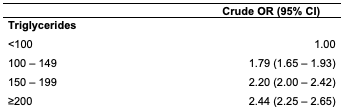 Crude OR (95% CI)
Triglycerides
<100 1.00
100 – 149 1.79 (1.65 – 1.93)
150 – 199 2.20 (2.00 – 2.42)
≥200 2.44 (2.25 – 2.65)